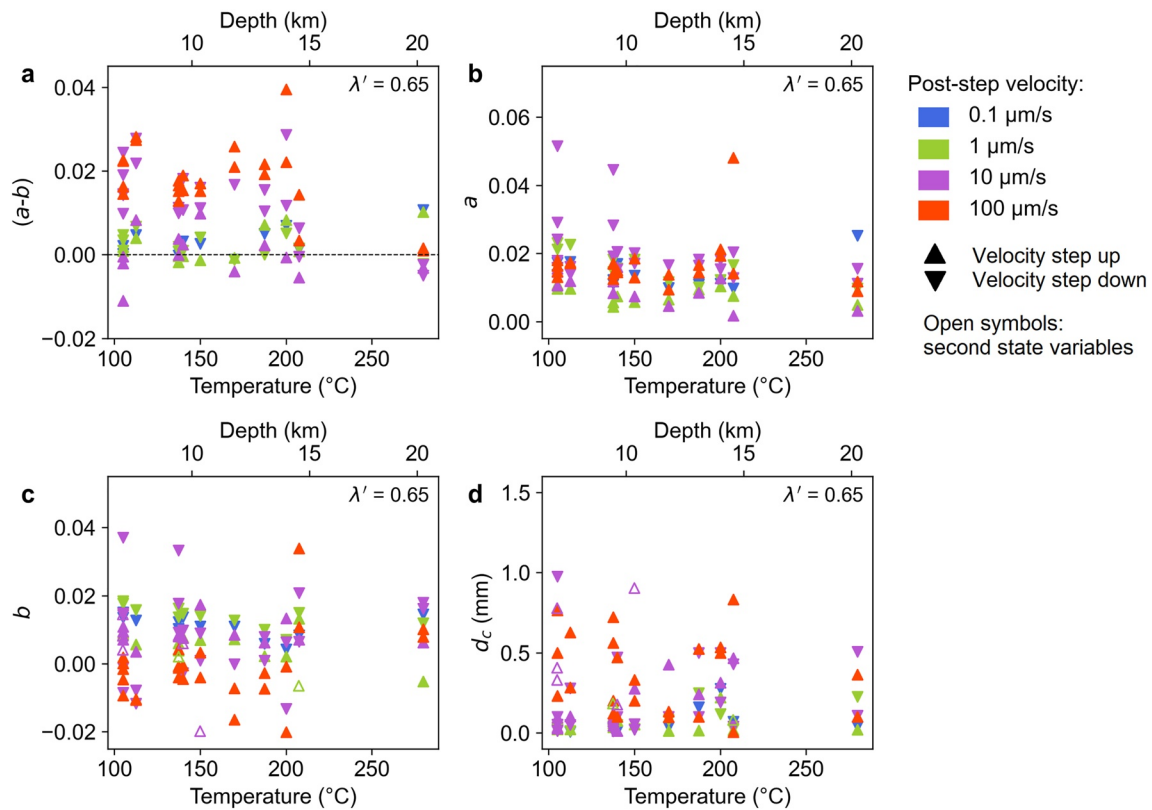 Depth (km)
10 15 20
a
λ′ = 0.65
0.04
0.02
0.00
−0.02
(a-b)
100 150 200 250
Temperature (°C)
Depth (km)
10 15 20
b
λ′ = 0.65
0.06
0.04
0.02
0.00
a
100 150 200 250
Temperature (°C)
Post-step velocity:
0.1 μm/s
1 μm/s
10 μm/s
100 μm/s
Velocity step up
Velocity step down
Open symbols:
second state variables
Depth (km)
10 15 20
c
λ′ = 0.65
0.04
0.02
0.00
−0.02
b
100 150 200 250
Temperature (°C)
Depth (km)
10 15 20
d
λ′ = 0.65
1.5
1.0
0.5
0.0
dc (mm)
100 150 200 250
Temperature (°C)